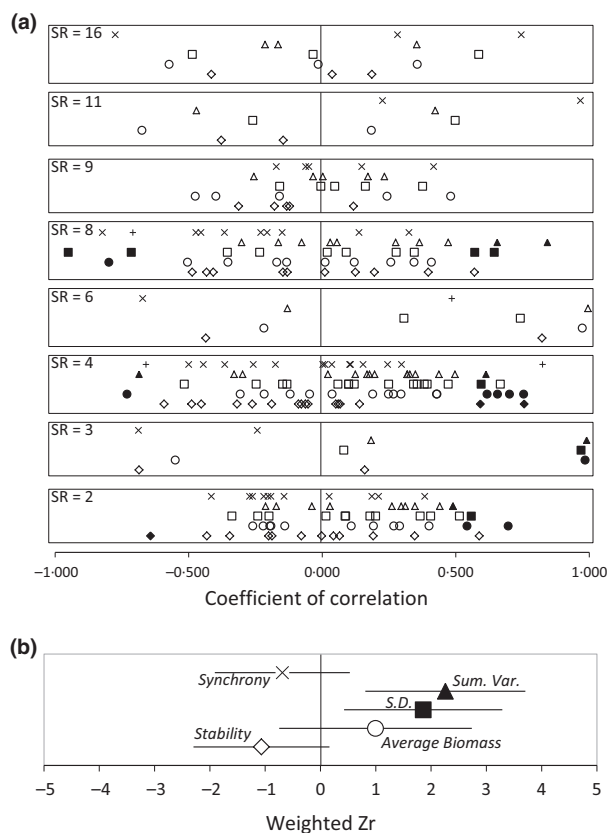 (a)
SR = 16
SR = 11
SR = 9
SR = 8
SR = 6
SR = 4
SR = 3
SR = 2
−1·000 −0·500 0·000 0·500 1·000
Coefficient of correlation
(b)
Synchrony
Sum. Var.
S.D.
Stability
Average Biomass
−5 −4 −3 −2 −1 0 1 2 3 4 5
Weighted Zr